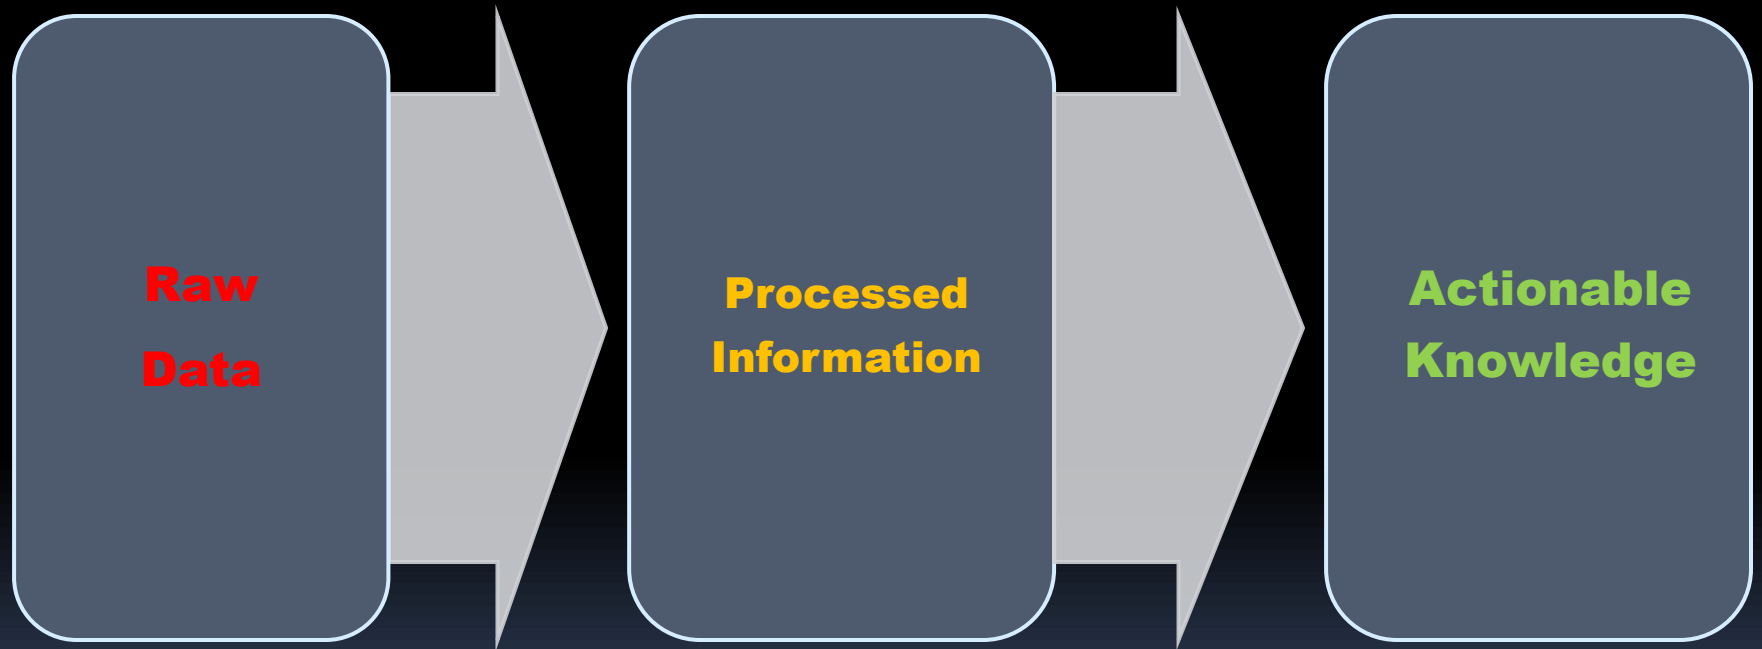 Raw
Data
Processed
Information
Actionable
Knowledge